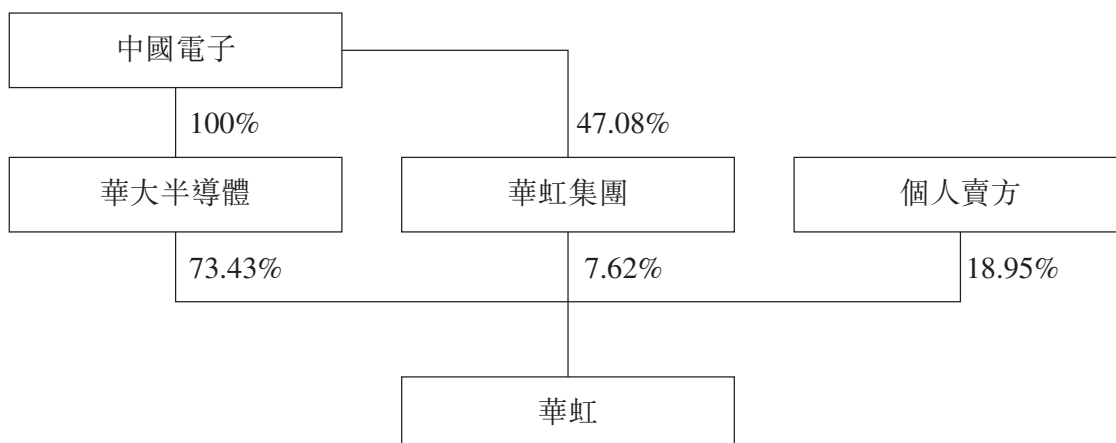 中國電子
100%
47.08%
華大半導體
華虹集團
個人賣方
73.43%
7.62%
18.95%
華虹